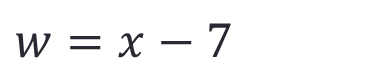 w = x − 7